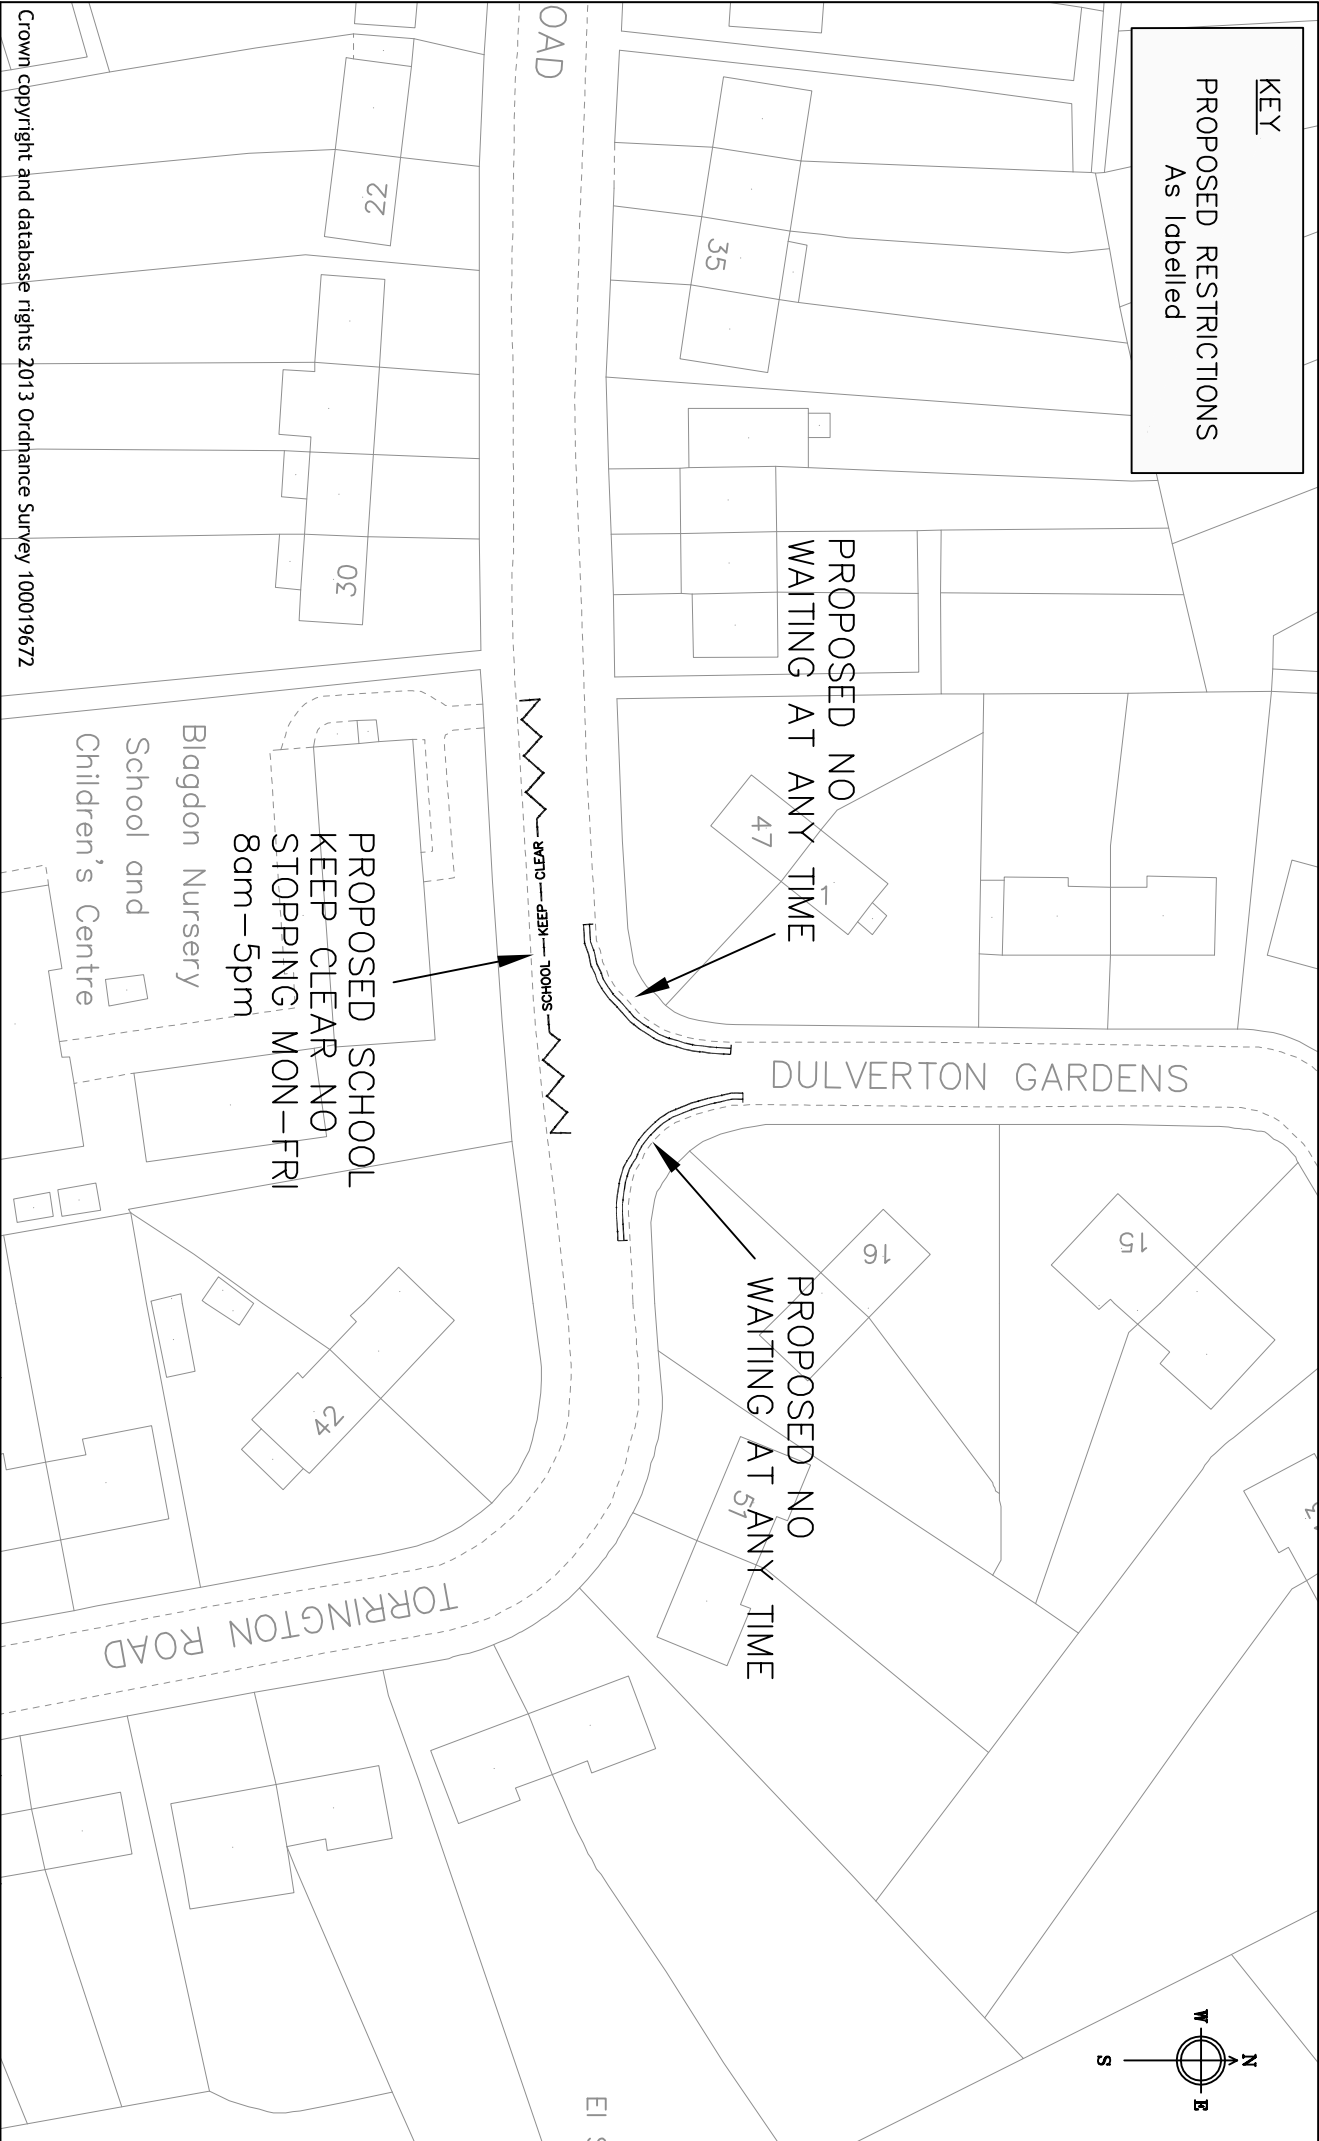 KEY
PROPOSED RESTRICTIONS
As labelled
OAD
22
35
30
PROPOSED NO
WAITING AT ANY TIME
47
1
DULVERTON GARDENS
SCHOOL KEEP CLEAR
Blagdon Nursery
School and
Children's Centre
PROPOSED SCHOOL
KEEP CLEAR NO
STOPPING MON-FRI
8am-5pm
PROPOSED NO
WAITING AT ANY TIME
15
16
51
42
TORRINGTON ROAD
N
W
E
S
El S
Crown copyright and database rights 2013 Ordnance Survey 100019672